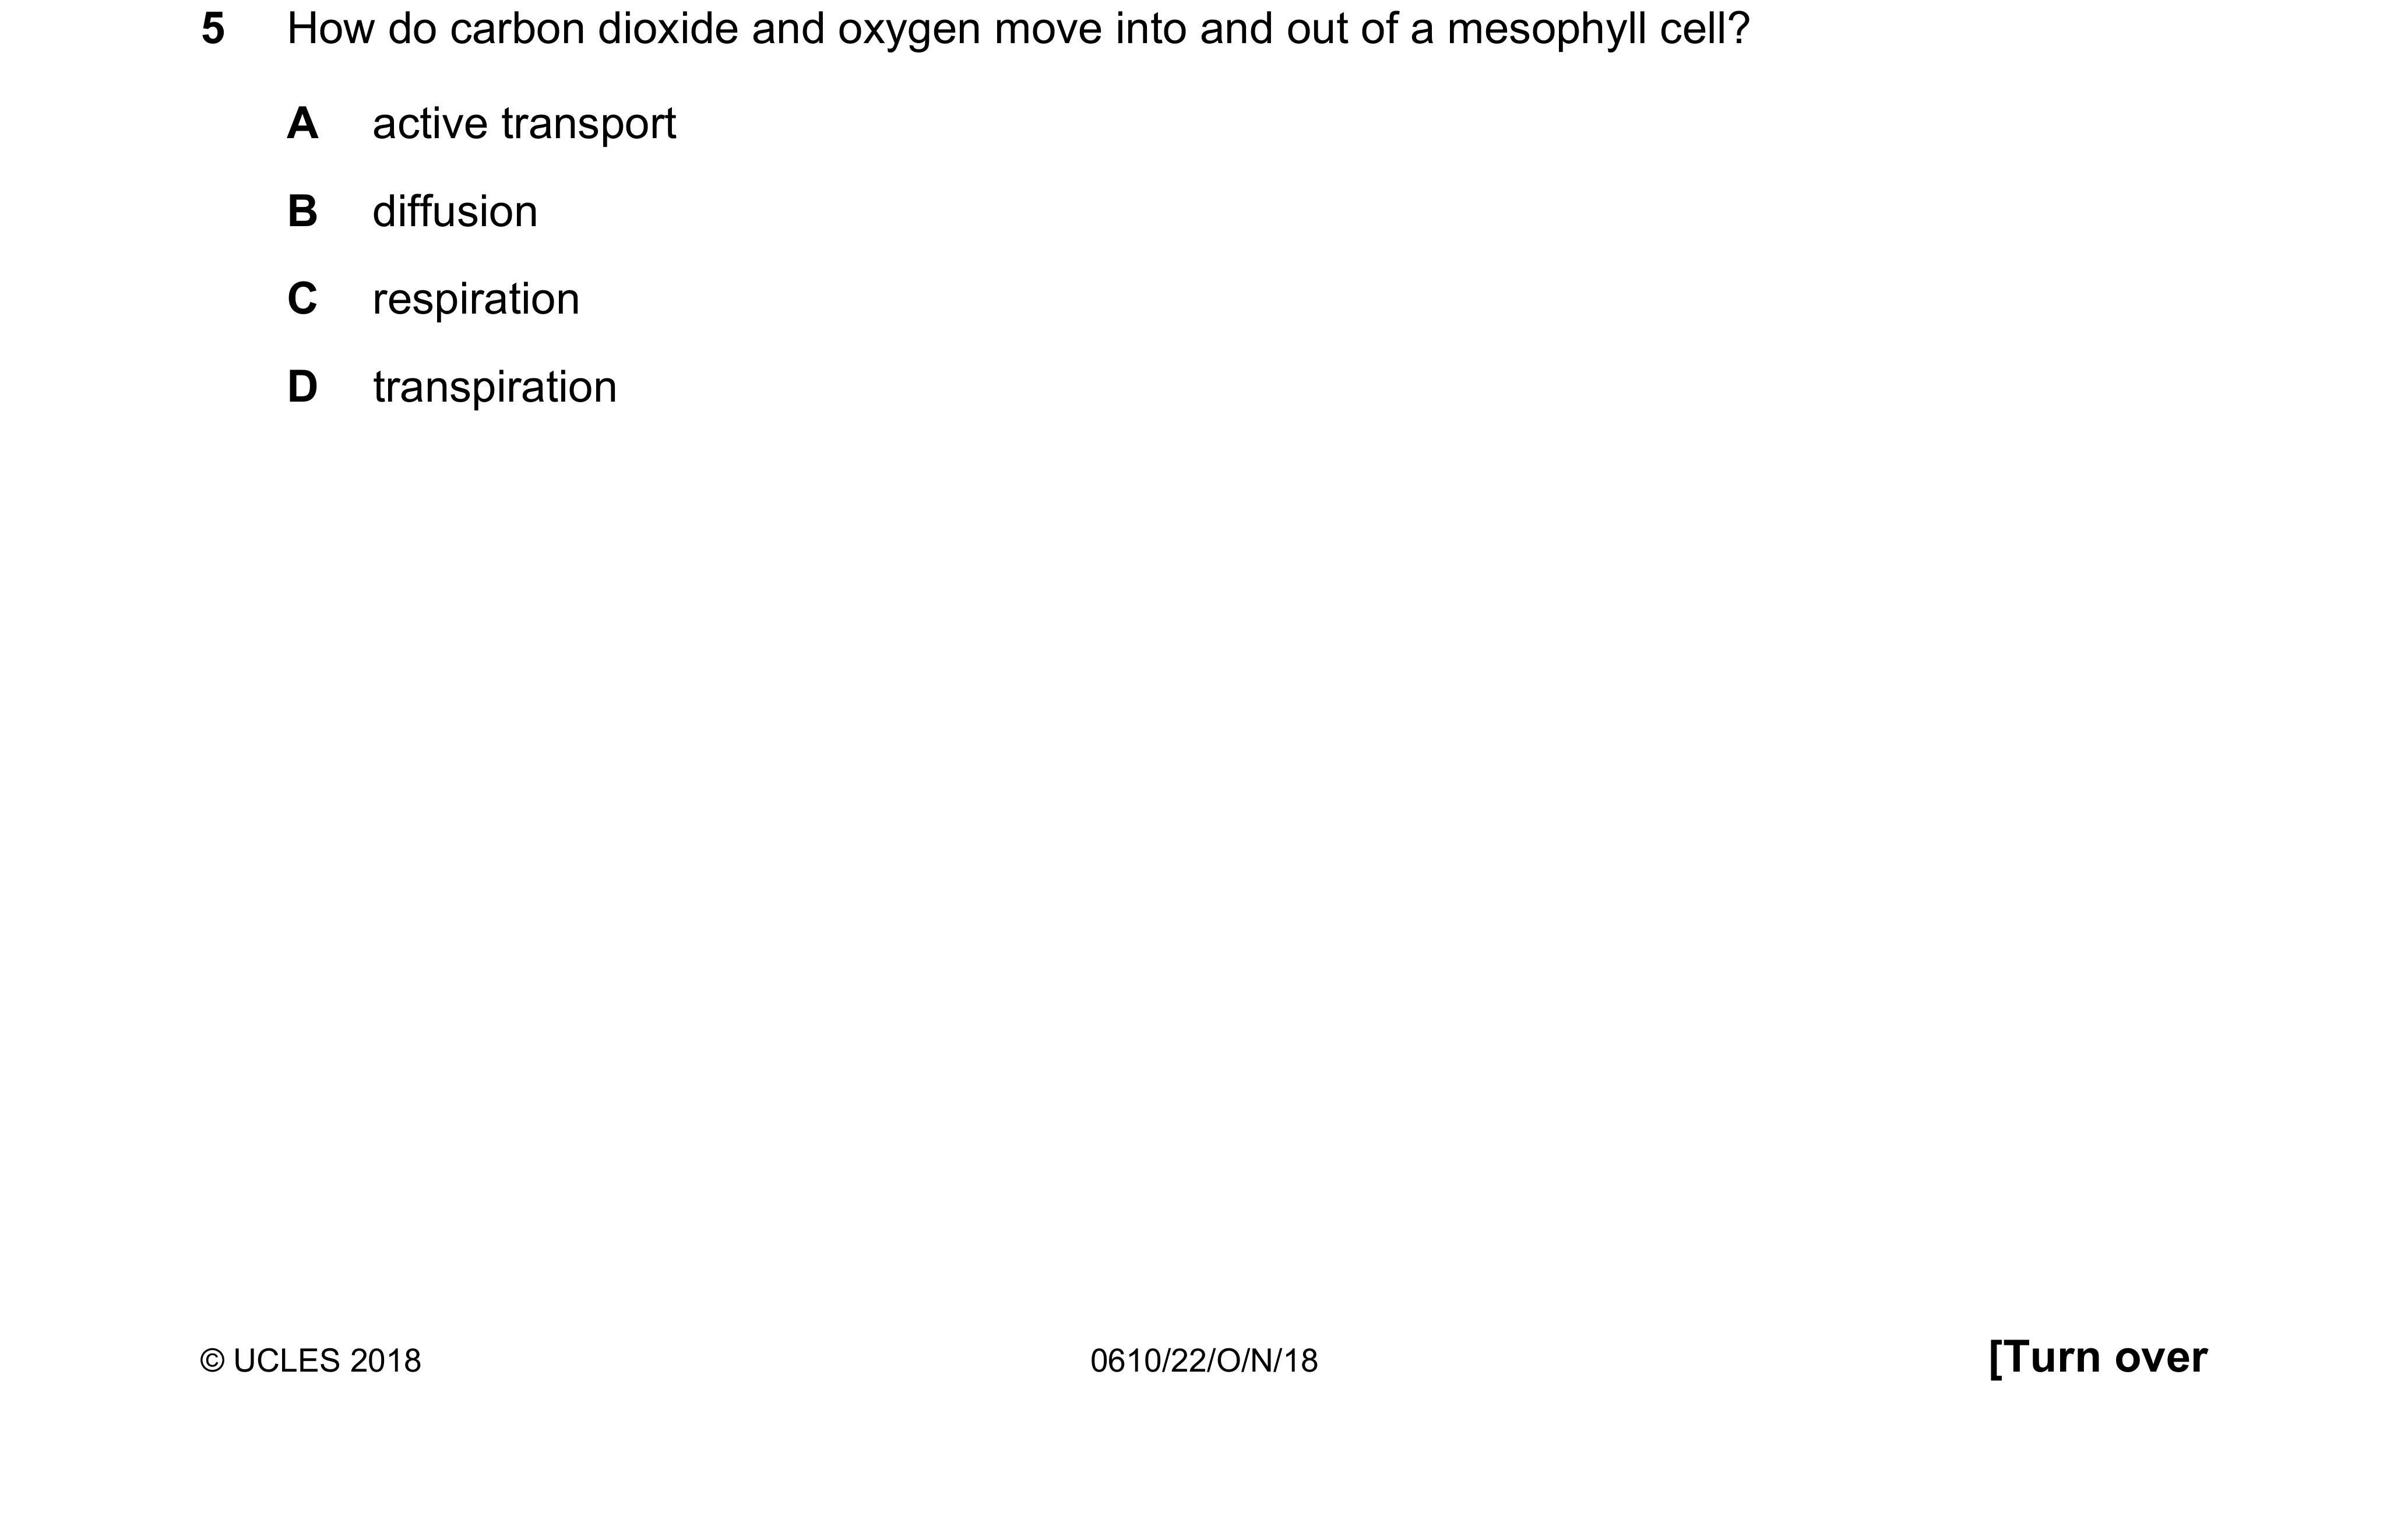 5 How do carbon dioxide and oxygen move into and out of a mesophyll cell?
A active transport
B diffusion
C respiration
D transpiration
© UCLES 2018 0610/22/O/N/18 [Turn over